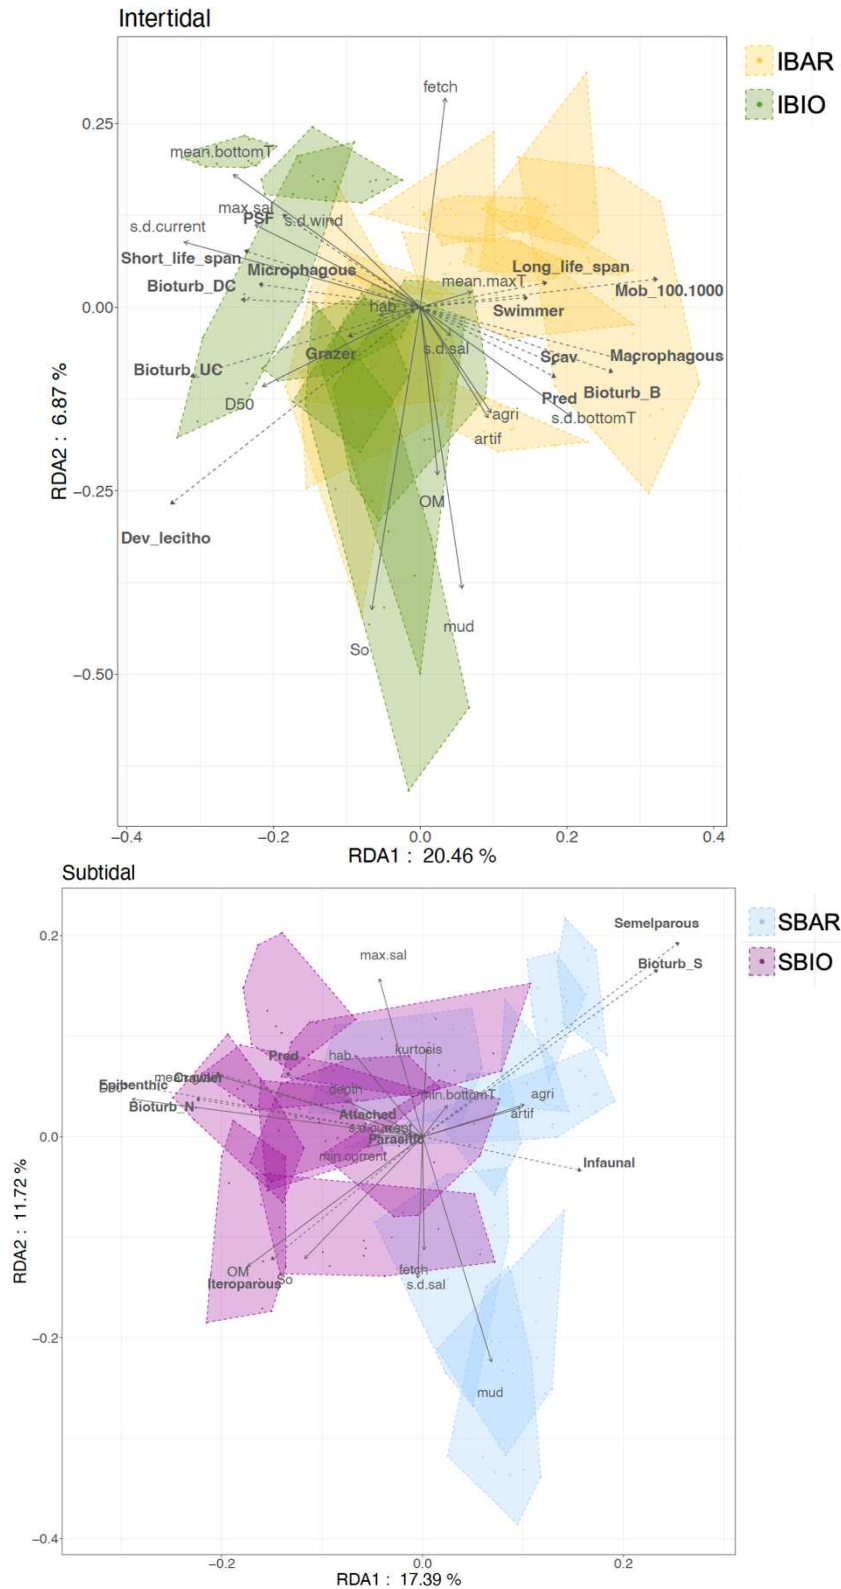 Intertidal
IBAR
IBIO
fetch
0.25
mean.bottomT
max.sal
PSF
s.d.wind
s.d.current
Short_life_span
Microphagous
Long_life_span
Bioturb_DC
mean.maxT
Mob_100.1000
0.00
hab
Swimmer
s.d.sal
Grazer
Scav
Macrophagous
Bioturb_UC
Pred
Bioturb_B
D50
agri
s.d.bottomT
artif
RDA2 : 6.87 %
−0.25
OM
Dev_lecitho
mud
So
−0.50
−0.4
−0.2
0.0
0.2
0.4
RDA1 : 20.46 %
Subtidal
SBAR
SBIO
Semelparous
0.2
max.sal
Bioturb_S
kurtosis
Pred
hab
Crawler
Epibenthic
depth
min.bottomT
agri
Bioturb_N
Attached
artif
s.d.current
0.0
Parasitic
min.current
Infaunal
RDA2 : 11.72 %
OM
So
fetch
Iteroparous
s.d.sal
−0.2
mud
−0.4
−0.2
0.0
0.2
RDA1 : 17.39 %